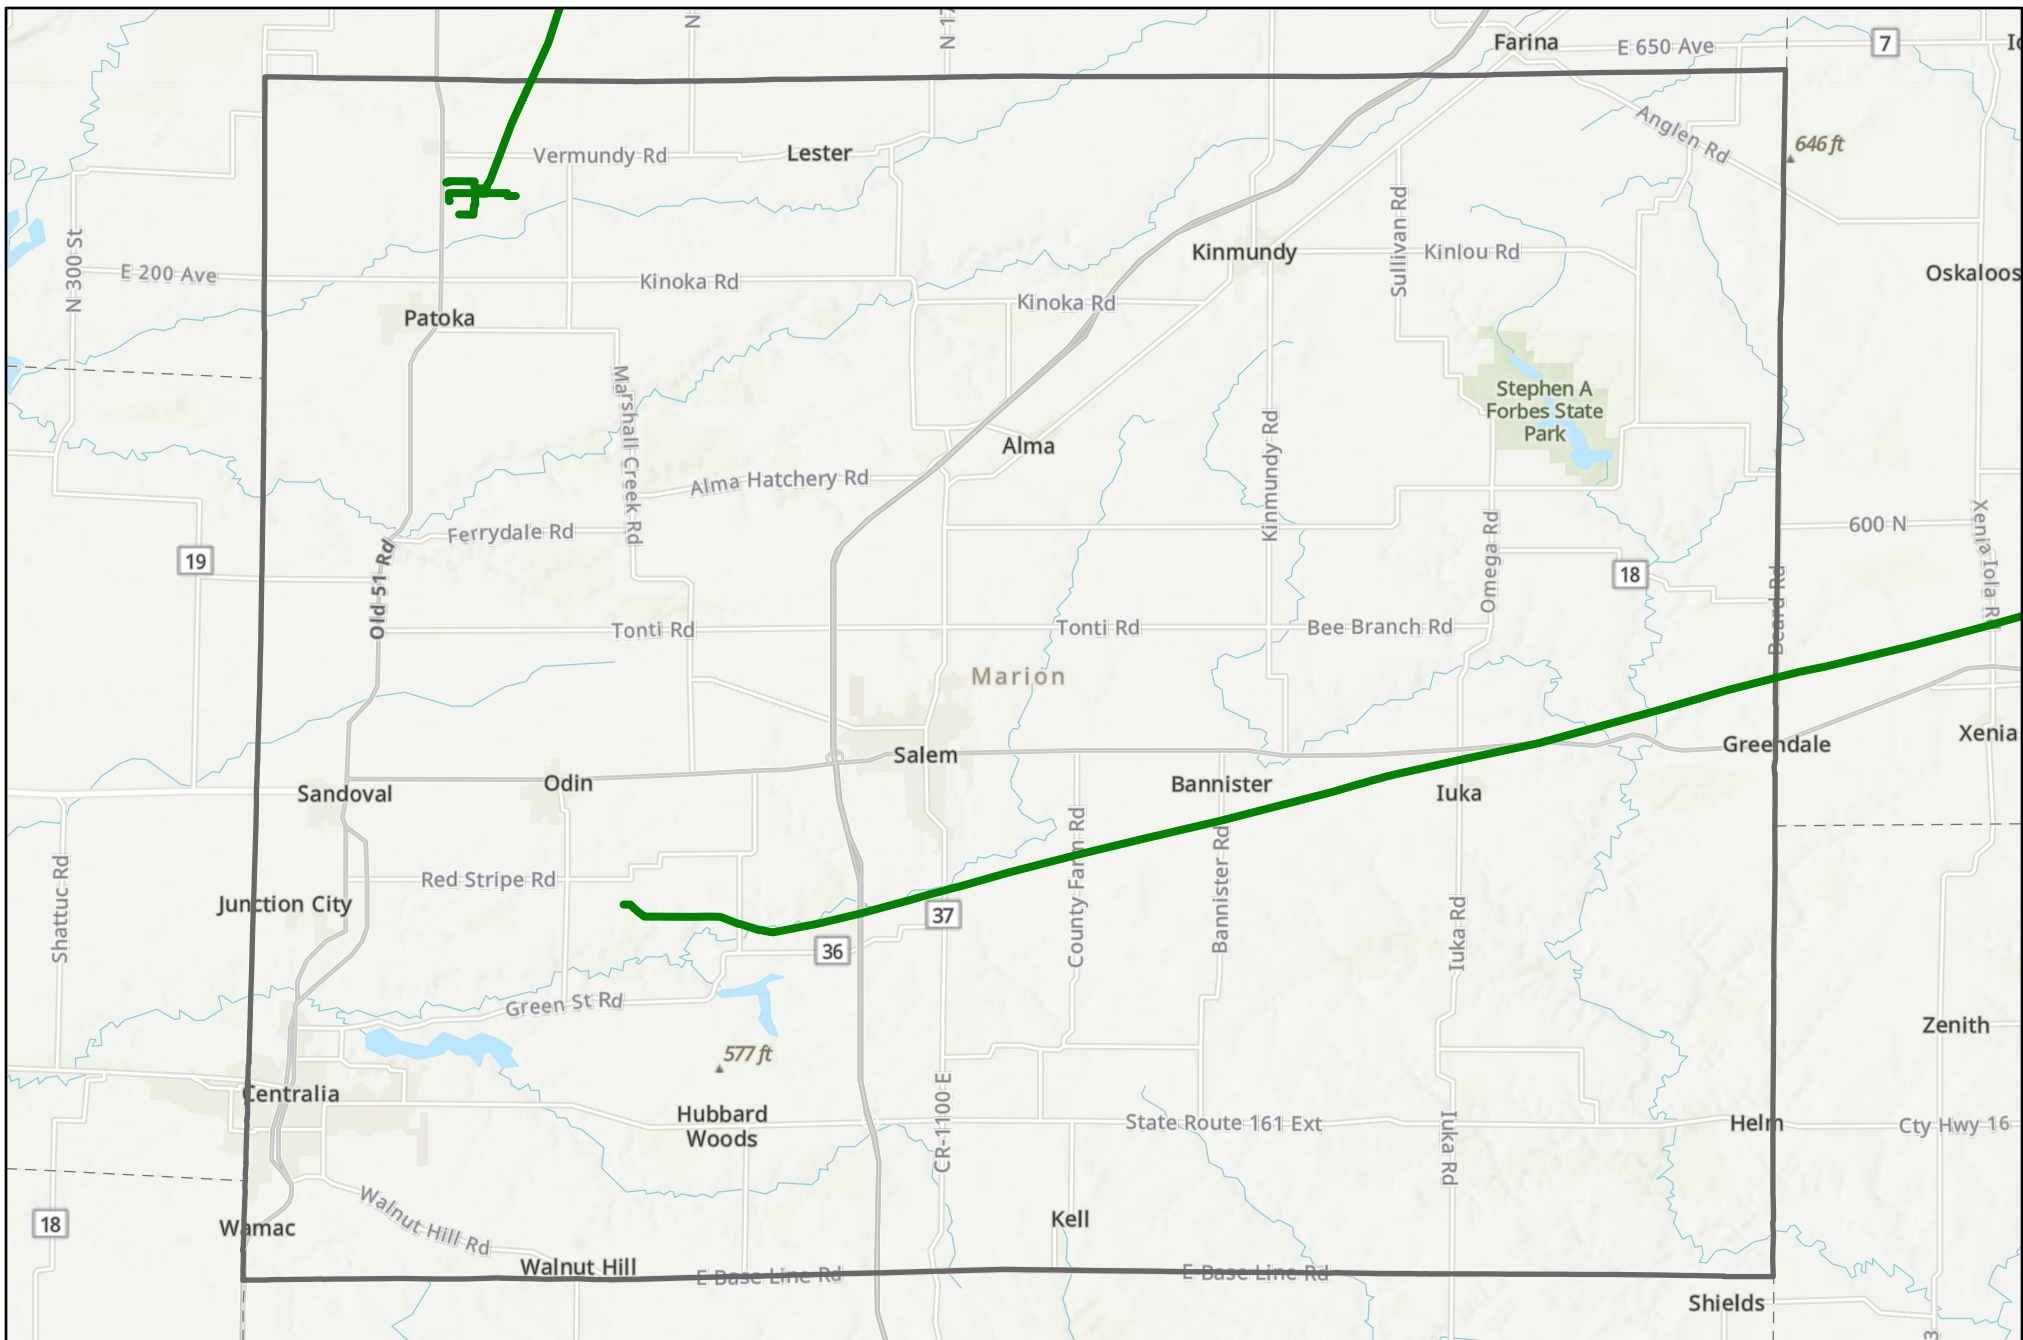 N
N 17
Farina
E 650 Ave
7
Anglen Rd
646 ft
Vermundy Rd
Lester
N 300 St
E 200 Ave
Kinoka Rd
Kinmundy
Sullivan Rd
Kinlou Rd
Oskaloos
Kinoka Rd
Patoka
Marshall Creek Rd
Stephen A
Forbes State
Park
Alma
Kinmundy Rd
Alma Hatchery Rd
Ferrydale Rd
Omega Rd
600 N
Xenia Iola Rd
19
Old 51 Rd
18
Beard Rd
Tonti Rd
Tonti Rd
Bee Branch Rd
Marion
Salem
Greendale
Xenia
Odin
Sandoval
Bannister
Iuka
County Farm Rd
Bannister Rd
Shattuc Rd
Red Stripe Rd
Junction City
37
36
Iuka Rd
Green St Rd
Zenith
577 ft
Centralia
CR-1100 E
Hubbard
Woods
State Route 161 Ext
Iuka Rd
Helm
Cty Hwy 16
18
Wamac
Walnut Hill Rd
Kell
Walnut Hill
E Base Line Rd
E Base Line Rd
Shields
3